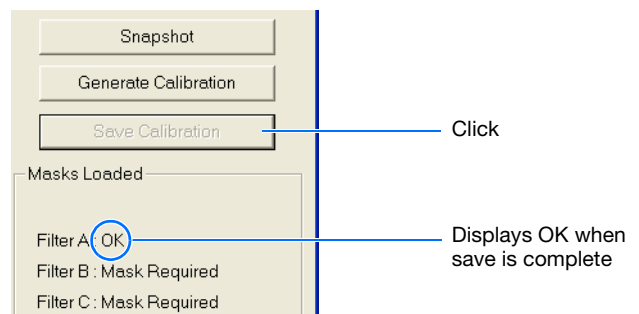 Snapshot
Generate Calibration
Save Calibration
Click
Masks Loaded
Filter A : OK
Displays OK when
save is complete
Filter B : Mask Required
Filter C : Mask Required